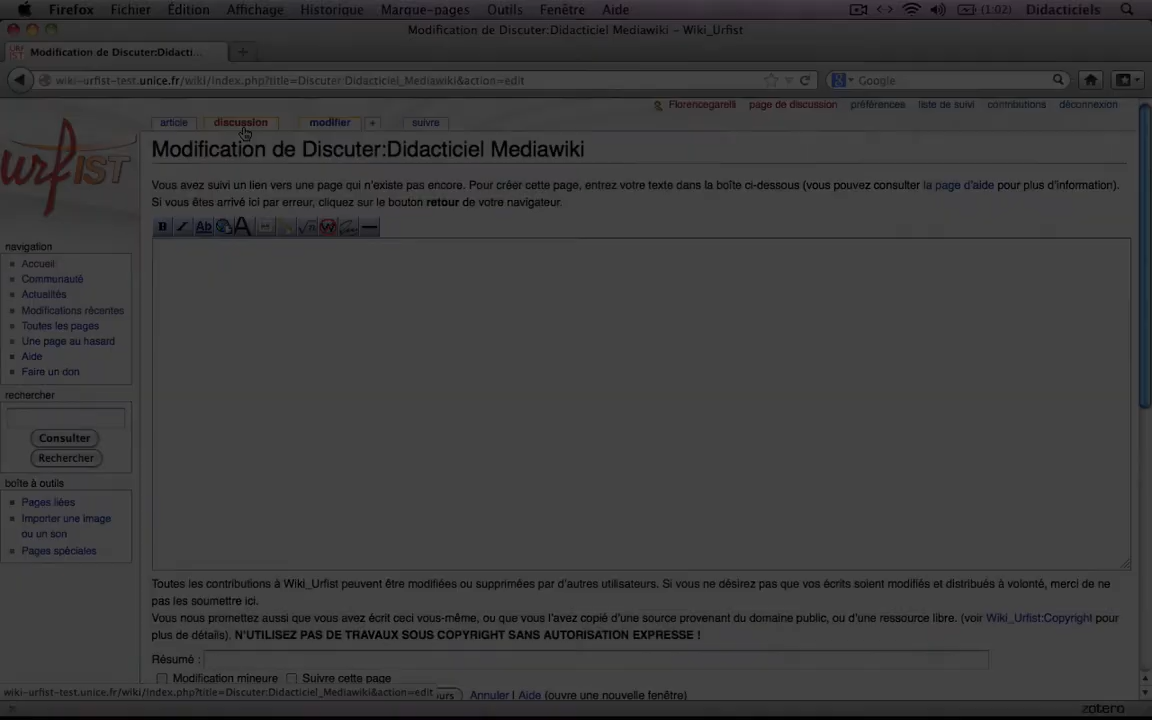 Firefox Fichier Édition Affichage Historique Marque-pages Outils Fenêtre Aide (1:02) Didacticiels
Modification de Discuter:Didacticiel Mediawiki – Wiki_Urfist
Modification de Discuter:Didacti...
wiki-urfist-test.unice.fr/wiki/index.php?title=Discuter:Didacticiel_Mediawiki&action=edit Google
Florencegarelli page de discussion préférences liste de suivi contributions déconnexion
article discussion modifier + suivre
urfIST
Modification de Discuter:Didacticiel Mediawiki
Vous avez suivi un lien vers une page qui n'existe pas encore. Pour créer cette page, entrez votre texte dans la boîte ci-dessous (vous pouvez consulter la page d'aide pour plus d'information).
Si vous êtes arrivé ici par erreur, cliquez sur le bouton retour de votre navigateur.
B I Ab A √n W
navigation
Accueil
Communauté
Actualités
Modifications récentes
Toutes les pages
Une page au hasard
Aide
Faire un don
rechercher
Consulter
Rechercher
boîte à outils
Pages liées
Importer une image
ou un son
Pages spéciales
Toutes les contributions à Wiki_Urfist peuvent être modifiées ou supprimées par d'autres utilisateurs. Si vous ne désirez pas que vos écrits soient modifiés et distribués à volonté, merci de ne
pas les soumettre ici.
Vous nous promettez aussi que vous avez écrit ceci vous-même, ou que vous l'avez copié d'une source provenant du domaine public, ou d'une ressource libre. (voir Wiki_Urfist:Copyright pour
plus de détails). N'UTILISEZ PAS DE TRAVAUX SOUS COPYRIGHT SANS AUTORISATION EXPRESSE !
Résumé :
Modification mineure Suivre cette page
wiki-urfist-test.unice.fr/wiki/index.php?title=Discuter:Didacticiel_Mediawiki&action=edit urs Annuler | Aide (ouvre une nouvelle fenêtre)
zotero